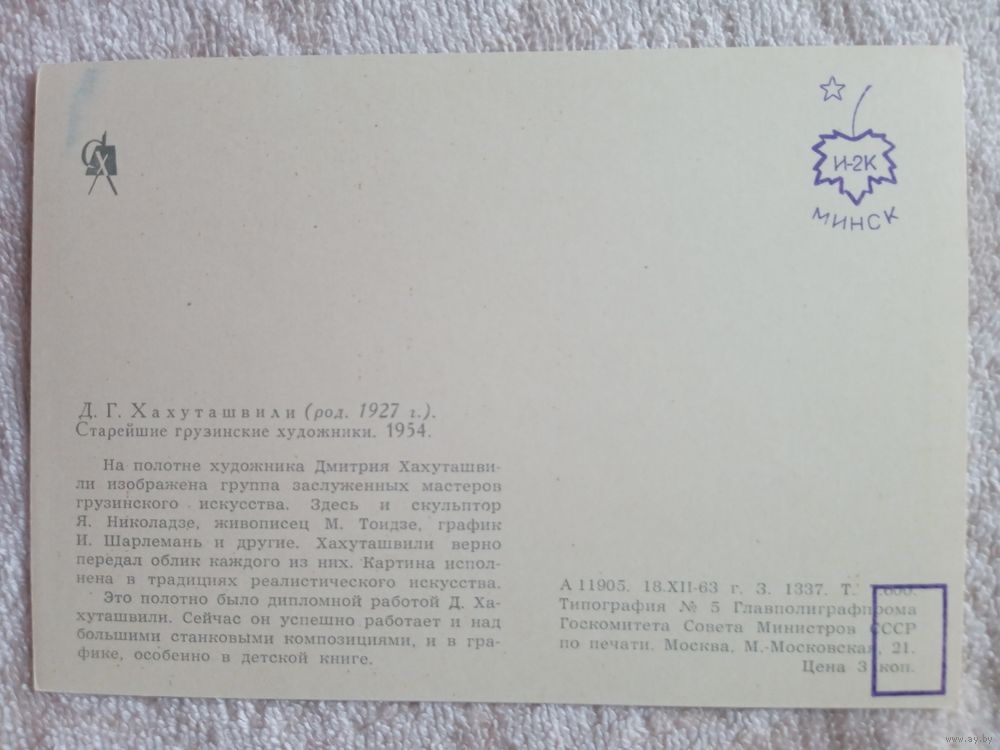 И-2К
МИНСК
Д. Г. Хахуташвили (род. 1927 г.).
Старейшие грузинские художники. 1954.
На полотне художника Дмитрия Хахуташви-
ли изображена группа заслуженных мастеров
грузинского искусства. Здесь и скульптор
Я. Николадзе, живописец М. Тоидзе, график
И. Шарлемань и другие. Хахуташвили верно
передал облик каждого из них. Картина испол-
нена в традициях реалистического искусства.
Это полотно было дипломной работой Д. Ха-
хуташвили. Сейчас он успешно работает и над
большими станковыми композициями, и в гра-
фике, особенно в детской книге.
А 11905. 18.XII-63 г. З. 1337. Т.
Типография № 5 Главполиграфпрома
Госкомитета Совета Министров СССР
по печати. Москва, М.-Московская, 21.
Цена 3 коп.
www.ay.by